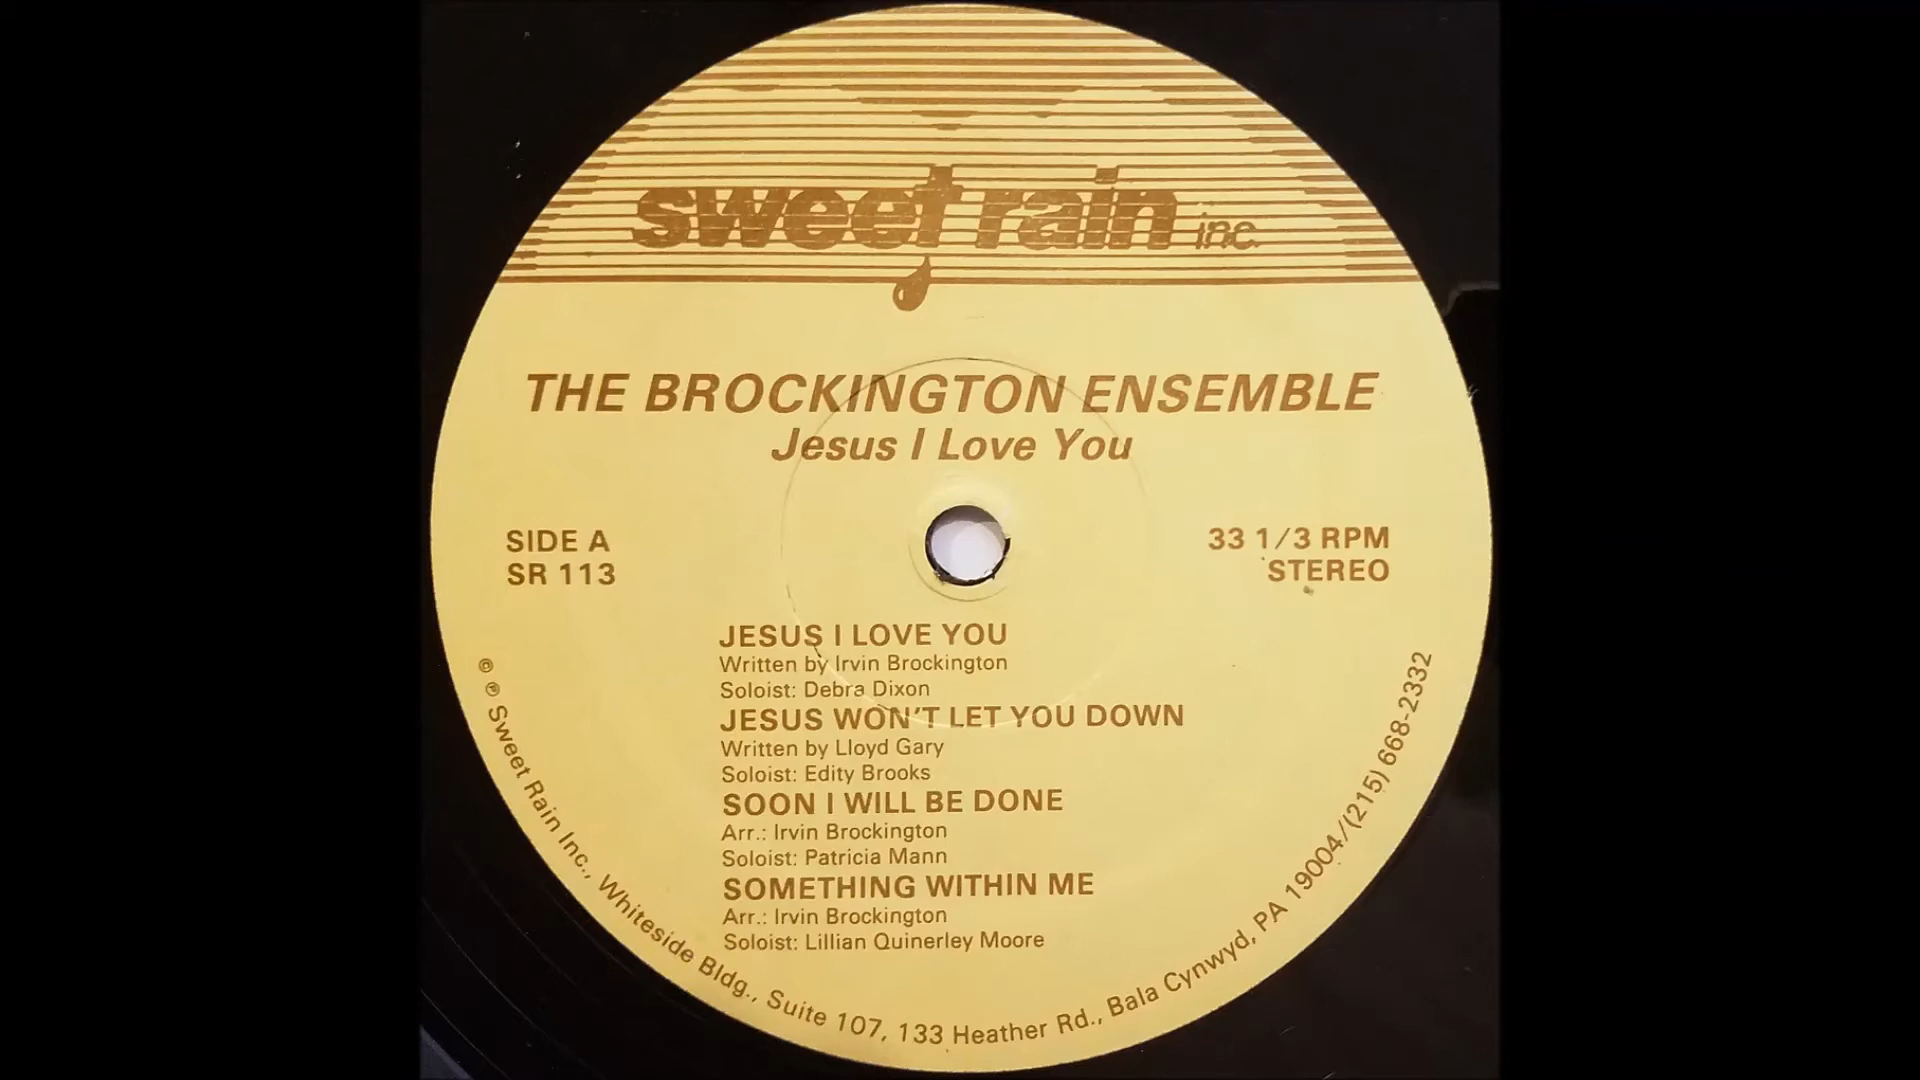 sweet rain inc.
THE BROCKINGTON ENSEMBLE
Jesus I Love You
SIDE A
SR 113
33 1/3 RPM
STEREO
JESUS I LOVE YOU
Written by Irvin Brockington
Soloist: Debra Dixon
JESUS WON'T LET YOU DOWN
Written by Lloyd Gary
Soloist: Edity Brooks
SOON I WILL BE DONE
Arr.: Irvin Brockington
Soloist: Patricia Mann
SOMETHING WITHIN ME
Arr.: Irvin Brockington
Soloist: Lillian Quinerley Moore
© ℗ Sweet Rain Inc., Whiteside Bldg., Suite 107, 133 Heather Rd., Bala Cynwyd, PA 19004/(215) 668-2332